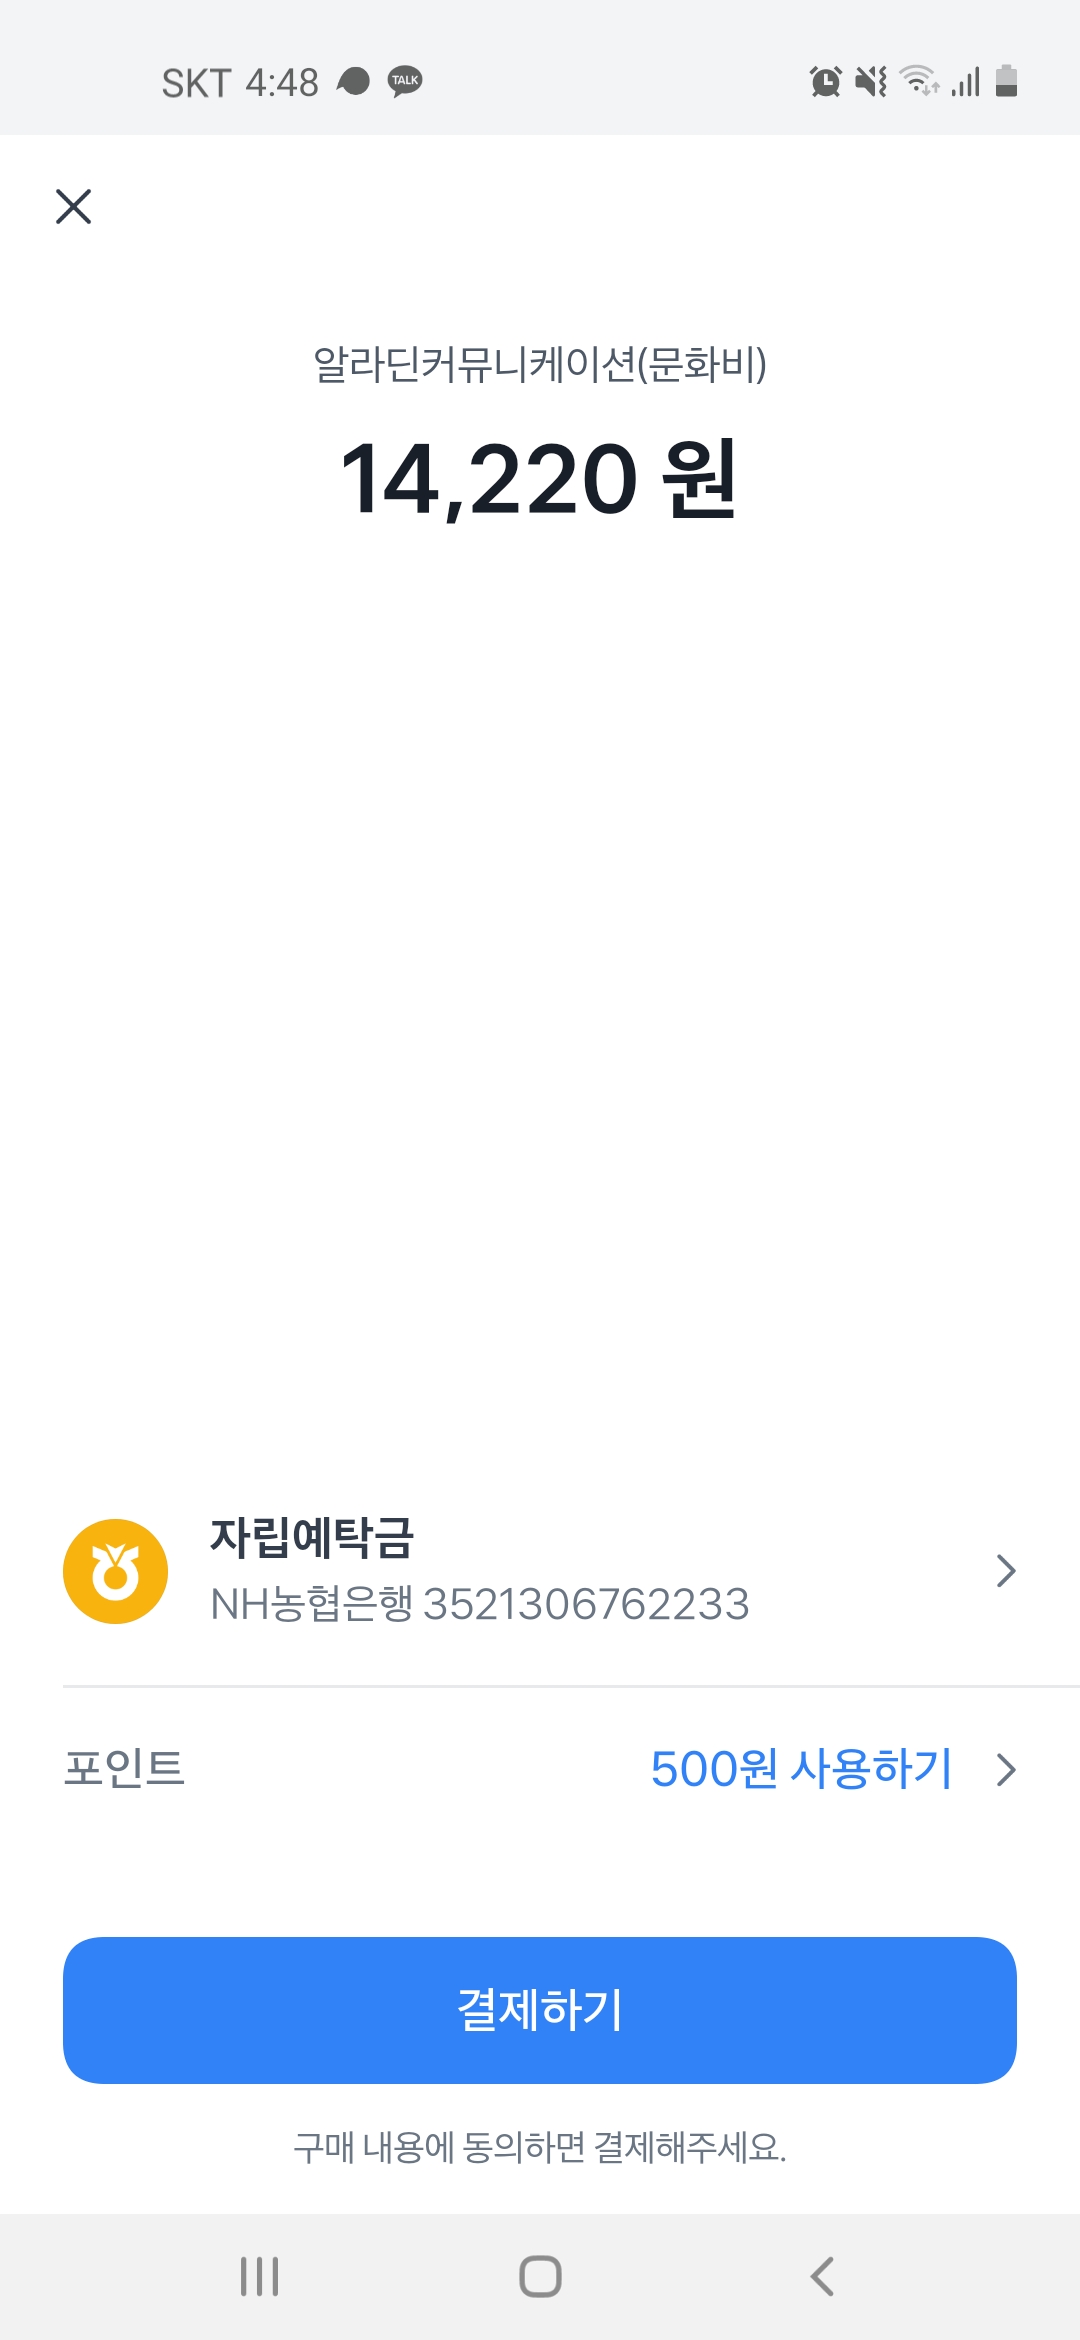 SKT 4:48 TALK
알라딘커뮤니케이션(문화비)
14,220 원
자립예탁금
NH농협은행 3521306762233
포인트 500원 사용하기
결제하기
구매 내용에 동의하면 결제해주세요.